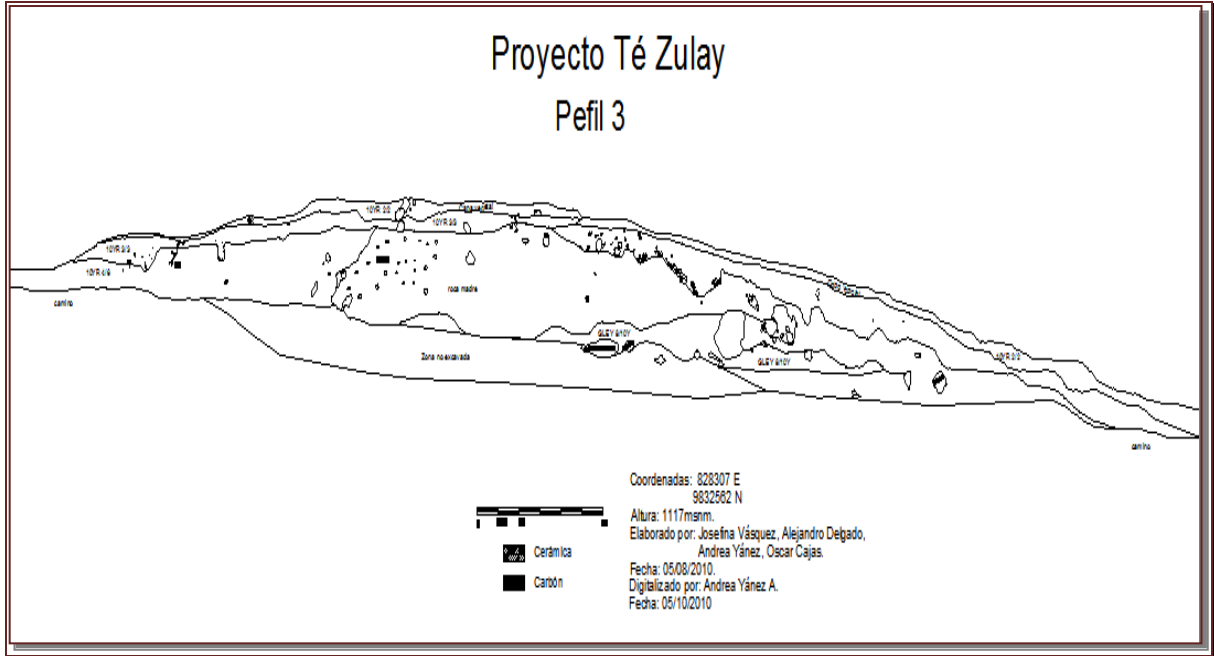 Proyecto Té Zulay
Pefil 3
10YR 2/2
10YR 3/3
10YR 3/3
10YR 4/6
camino
roca madre
GLEY 6/10Y
Zona no excavada
GLEY 6/10Y
10YR 2/2
camino
Coordenadas: 828307 E
9832562 N
Altura: 1117msnm.
Elaborado por: Josefina Vásquez, Alejandro Delgado,
Andrea Yánez, Oscar Cajas.
Fecha: 05/08/2010.
Digitalizado por: Andrea Yánez A.
Fecha: 05/10/2010
Cerámica
Carbón